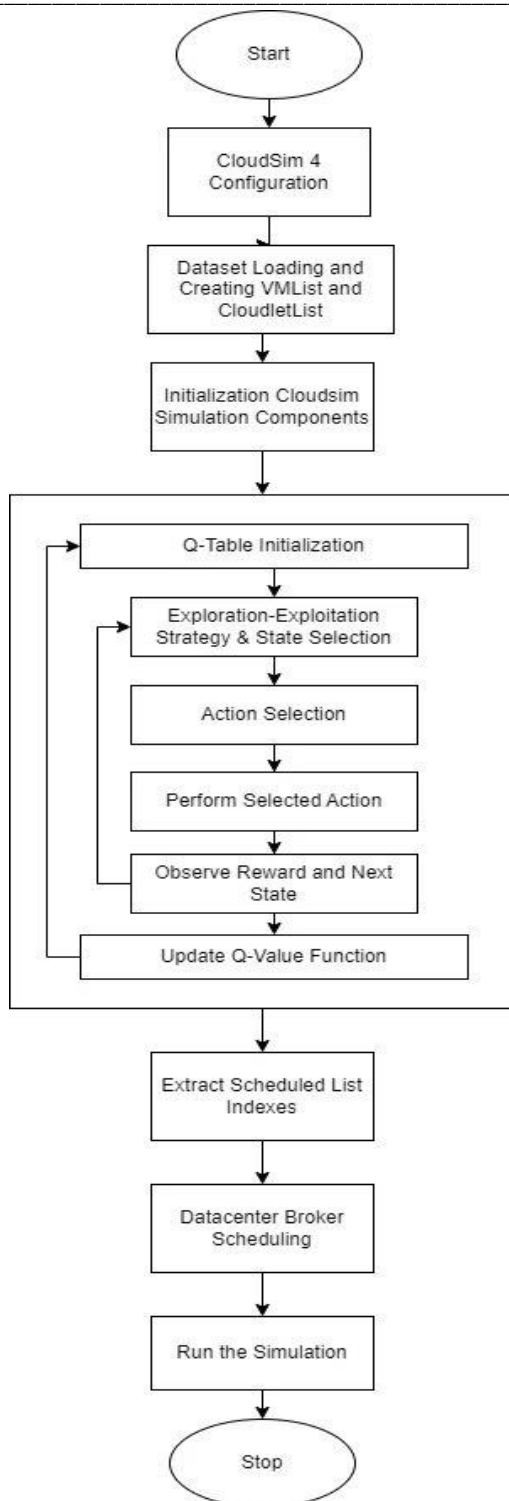 Start
CloudSim 4
Configuration
Dataset Loading and
Creating VMList and
CloudletList
Initialization Cloudsim
Simulation Components
Q-Table Initialization
Exploration-Exploitation
Strategy & State Selection
Action Selection
Perform Selected Action
Observe Reward and Next
State
Update Q-Value Function
Extract Scheduled List
Indexes
Datacenter Broker
Scheduling
Run the Simulation
Stop